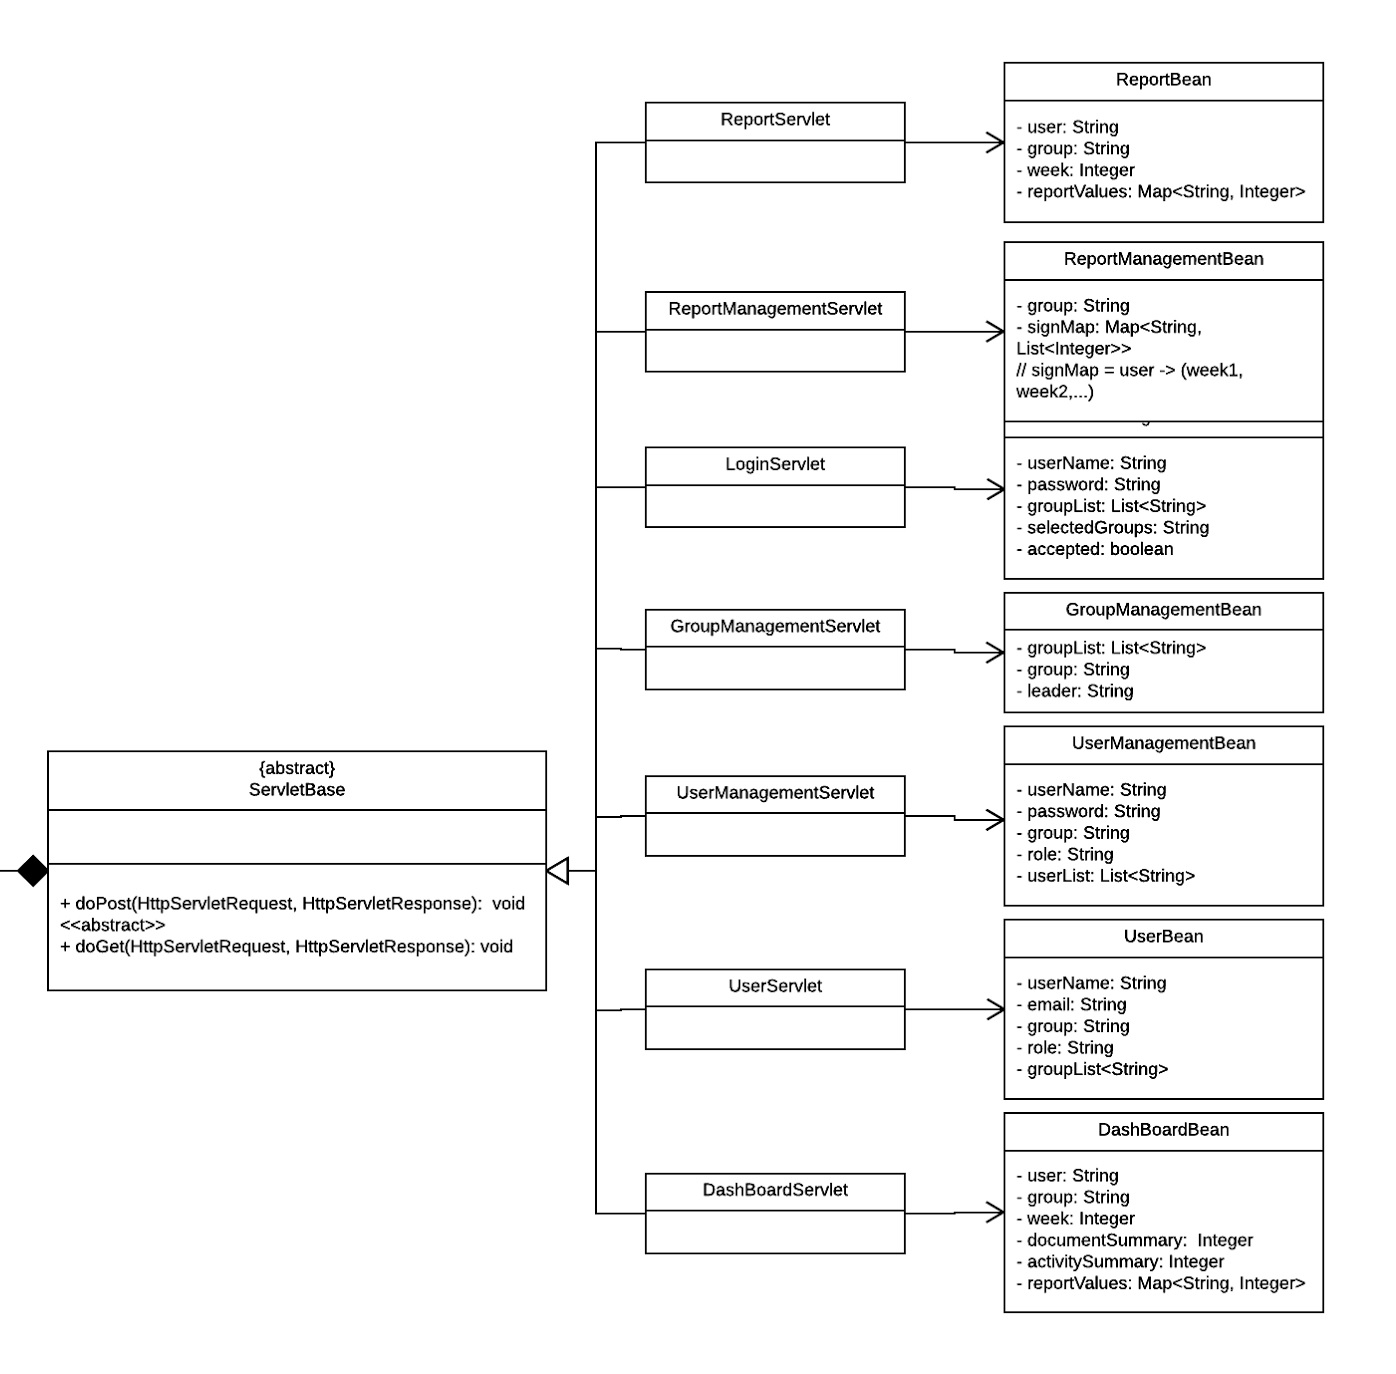 ReportBean
- user: String
- group: String
- week: Integer
- reportValues: Map<String, Integer>
ReportServlet
ReportManagementBean
- group: String
- signMap: Map<String,
List<Integer>>
// signMap = user -> (week1,
week2,...)
ReportManagementServlet
LoginServlet
- userName: String
- password: String
- groupList: List<String>
- selectedGroups: String
- accepted: boolean
GroupManagementServlet
GroupManagementBean
- groupList: List<String>
- group: String
- leader: String
UserManagementServlet
UserManagementBean
- userName: String
- password: String
- group: String
- role: String
- userList: List<String>
{abstract}
ServletBase
+ doPost(HttpServletRequest, HttpServletResponse):  void
<<abstract>>
+ doGet(HttpServletRequest, HttpServletResponse): void
UserServlet
UserBean
- userName: String
- email: String
- group: String
- role: String
- groupList<String>
DashBoardServlet
DashBoardBean
- user: String
- group: String
- week: Integer
- documentSummary:  Integer
- activitySummary: Integer
- reportValues: Map<String, Integer>